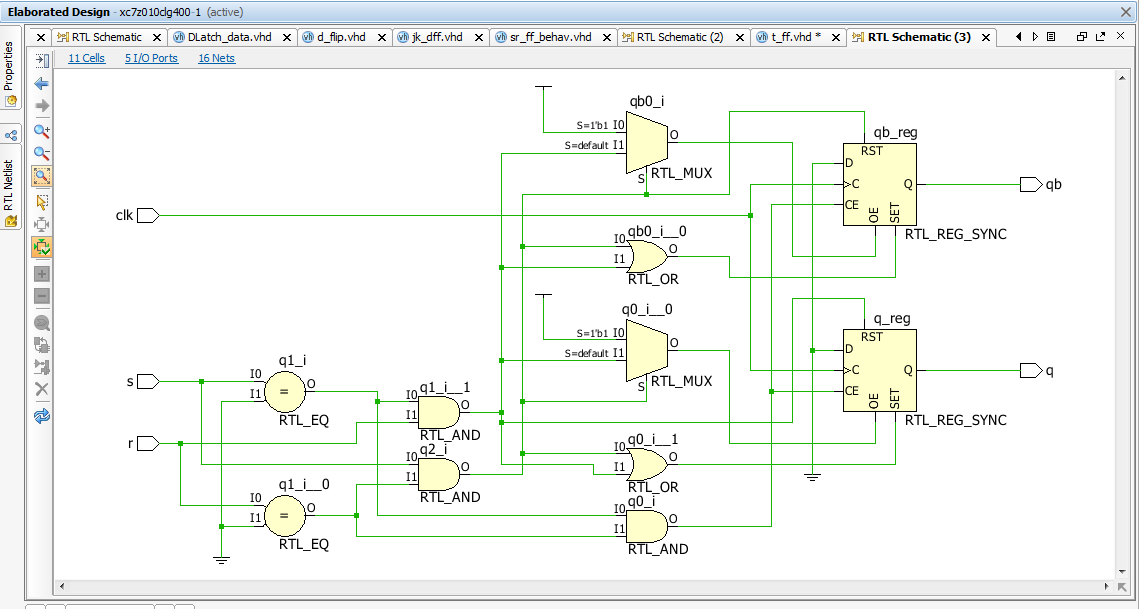 Elaborated Design - xc7z010clg400-1 (active)
RTL Schematic
DLatch_data.vhd
d_flip.vhd
jk_dff.vhd
sr_ff_behav.vhd
RTL Schematic (2)
t_ff.vhd *
RTL Schematic (3)
Properties
RTL Netlist
11 Cells
5 I/O Ports
16 Nets
qb0_i
S=1'b1 I0
S=default I1
O
S
RTL_MUX
qb_reg
RST
D
C
CE
Q
OE
SET
RTL_REG_SYNC
qb
clk
qb0_i__0
I0
I1
O
RTL_OR
q0_i__0
S=1'b1 I0
S=default I1
O
S
RTL_MUX
q_reg
RST
D
C
CE
Q
OE
SET
RTL_REG_SYNC
q
s
q1_i
I0
I1
=
O
RTL_EQ
q1_i__1
I0
I1
O
RTL_AND
r
q2_i
I0
I1
O
RTL_AND
q0_i__1
I0
I1
O
RTL_OR
q1_i__0
I0
I1
=
O
RTL_EQ
q0_i
I0
I1
O
RTL_AND